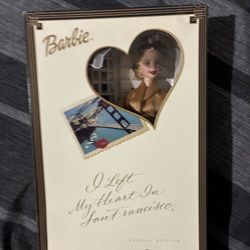 Barbie.
I Left
My Heart In
San Francisco.
SPECIAL EDITION